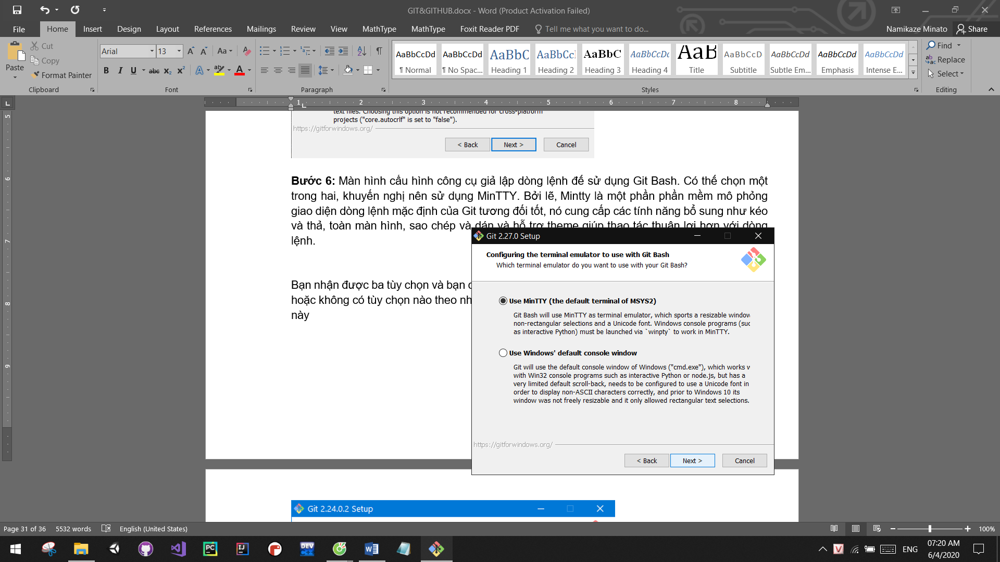 GIT&GITHUB.docx - Word (Product Activation Failed)
File Home Insert Design Layout References Mailings Review View MathType MathType Foxit Reader PDF Tell me what you want to do... Namikaze Minato Share
Paste
Cut
Copy
Format Painter
Clipboard
Arial 13
Font
Paragraph
AaBbCcDd AaBbCcDd AaBbC AaBbCc AaBbC AaBbCcDc AaB AaBbCcD AaBbCcDd AaBbCcDd AaBbCcDd
¶ Normal ¶ No Spac... Heading 1 Heading 2 Heading 3 Heading 4 Title Subtitle Subtle Em... Emphasis Intense E...
Styles
Find
Replace
Select
Editing
1 2 3 4 5 6 7 8
5
6
7
8
9
text files. Choosing this option is not recommended for cross-platform
projects ("core.autocrlf" is set to "false").
https://gitforwindows.org/
< Back Next > Cancel
Bước 6: Màn hình cấu hình công cụ giả lập dòng lệnh để sử dụng Git Bash. Có thể chọn một
trong hai, khuyến nghị nên sử dụng MinTTY. Bởi lẽ, Mintty là một phần phần mềm mô phỏng
giao diện dòng lệnh mặc định của Git tương đối tốt, nó cung cấp các tính năng bổ sung như kéo
và thả, toàn màn hình, sao chép và dán và hỗ trợ theme giúp thao tác thuận lợi hơn với dòng
lệnh.
Bạn nhận được ba tùy chọn và bạn
hoặc không có tùy chọn nào theo
này
Git 2.27.0 Setup
Configuring the terminal emulator to use with Git Bash
Which terminal emulator do you want to use with your Git Bash?
Use MinTTY (the default terminal of MSYS2)
Git Bash will use MinTTY as terminal emulator, which sports a resizable window
non-rectangular selections and a Unicode font. Windows console programs (suc
as interactive Python) must be launched via `winpty` to work in MinTTY.
Use Windows' default console window
Git will use the default console window of Windows ("cmd.exe"), which works
with Win32 console programs such as interactive Python or node.js, but has a
very limited default scroll-back, needs to be configured to use a Unicode font in
order to display non-ASCII characters correctly, and prior to Windows 10 its
window was not freely resizable and it only allowed rectangular text selections.
https://gitforwindows.org/
< Back Next > Cancel
Git 2.24.0.2 Setup
Page 31 of 36 5532 words English (United States) 100%
ENG
07:20 AM
6/4/2020